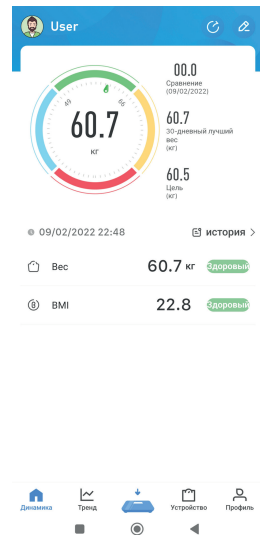 User
00.0
Сравнение
(09/02/2022)
49
66
60.7
кг
60.7
30-дневный лучший
вес
(кг)
60.5
Цель
(кг)
09/02/2022 22:48
история >
Вес
60.7 кг
Здоровый
BMI
22.8
Здоровый
Динамика
Тренд
Устройство
Профиль